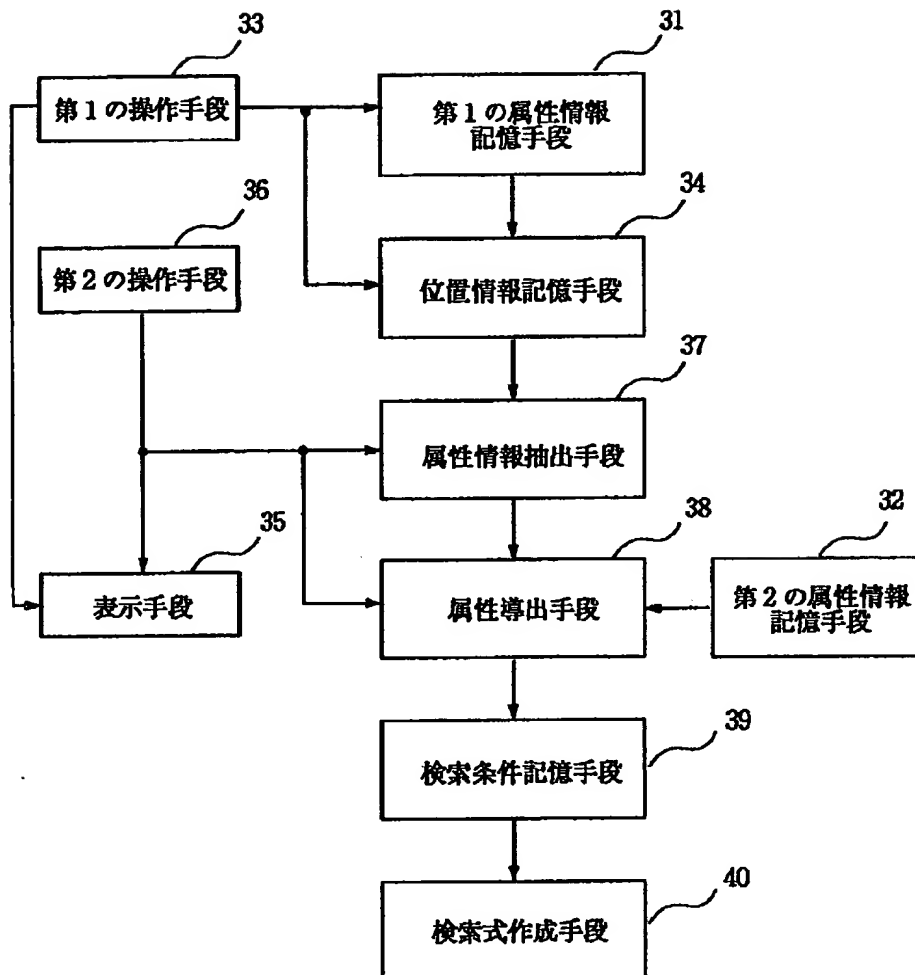 33
第1の操作手段
31
第1の属性情報
記憶手段
36
第2の操作手段
34
位置情報記憶手段
37
属性情報抽出手段
35
表示手段
38
属性導出手段
32
第2の属性情報
記憶手段
39
検索条件記憶手段
40
検索式作成手段